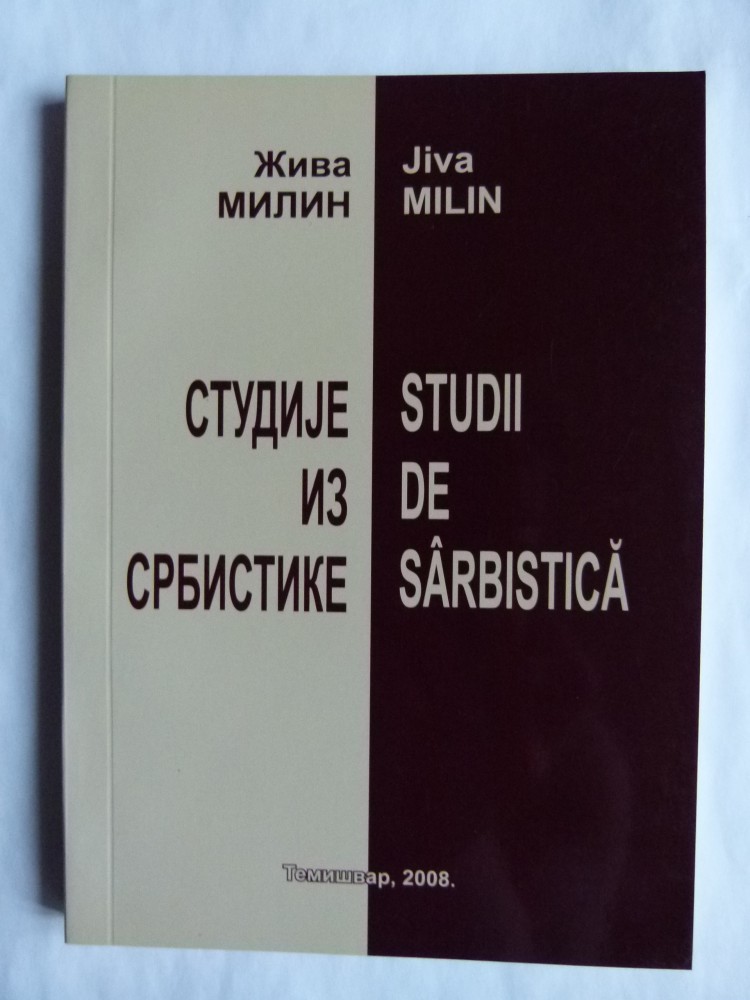 Жива
МИЛИН
Jiva
MILIN
СТУДИЈЕ
ИЗ
СРБИСТИКЕ
STUDII
DE
SÂRBISTICĂ
Темишвар, 2008.